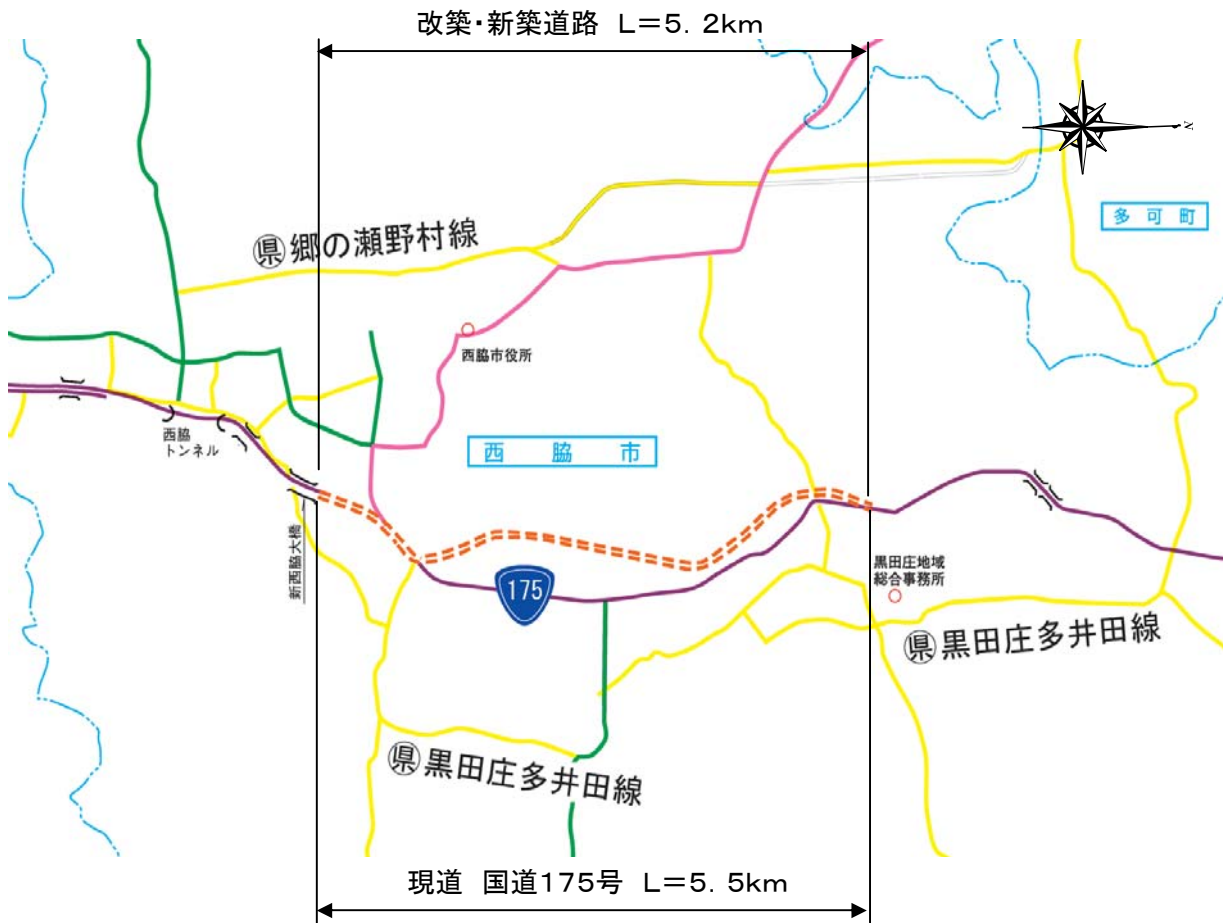 改築・新築道路 L=5.2km
N
多可町
県郷の瀬野村線
西脇市役所
西脇
トンネル
西脇市
新西脇大橋
175
黒田庄地域
総合事務所
県黒田庄多井田線
県黒田庄多井田線
現道 国道175号 L=5.5km